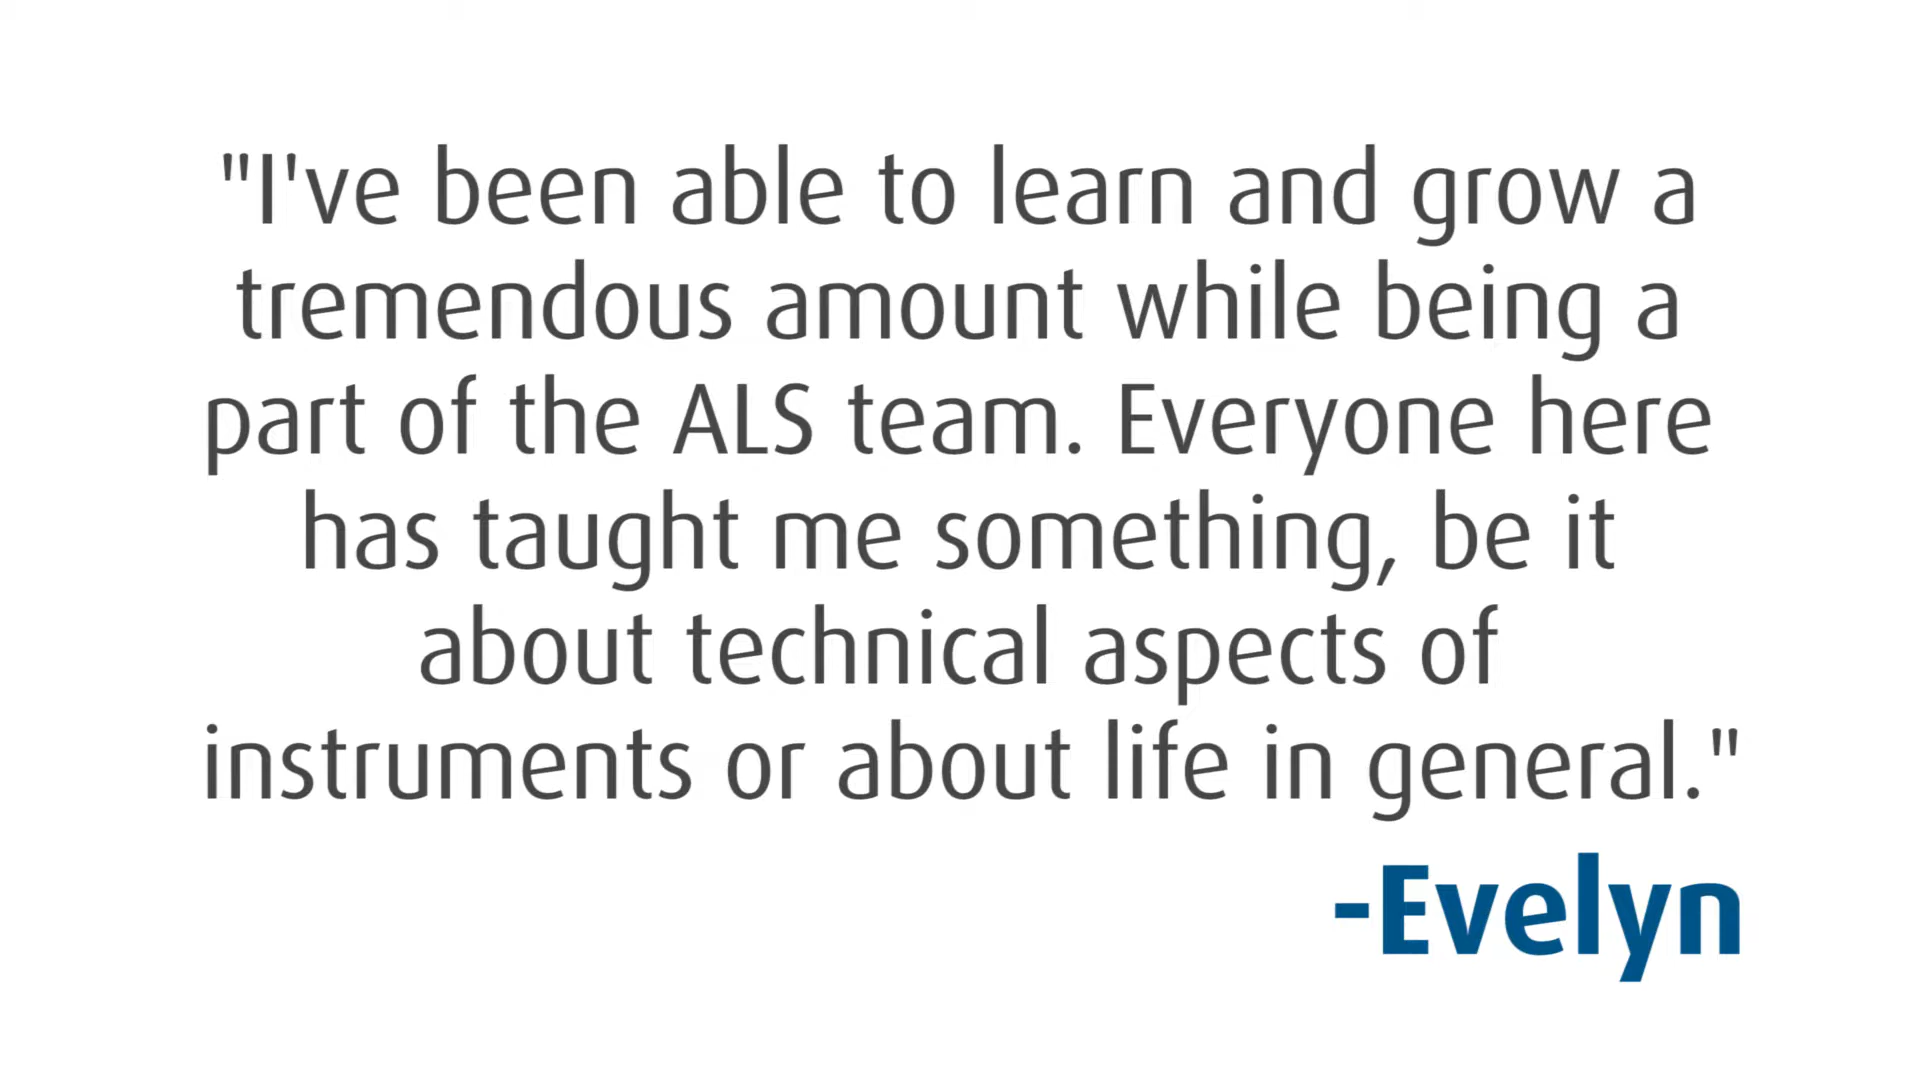 "I've been able to learn and grow a
tremendous amount while being a
part of the ALS team. Everyone here
has taught me something, be it
about technical aspects of
instruments or about life in general."
-Evelyn